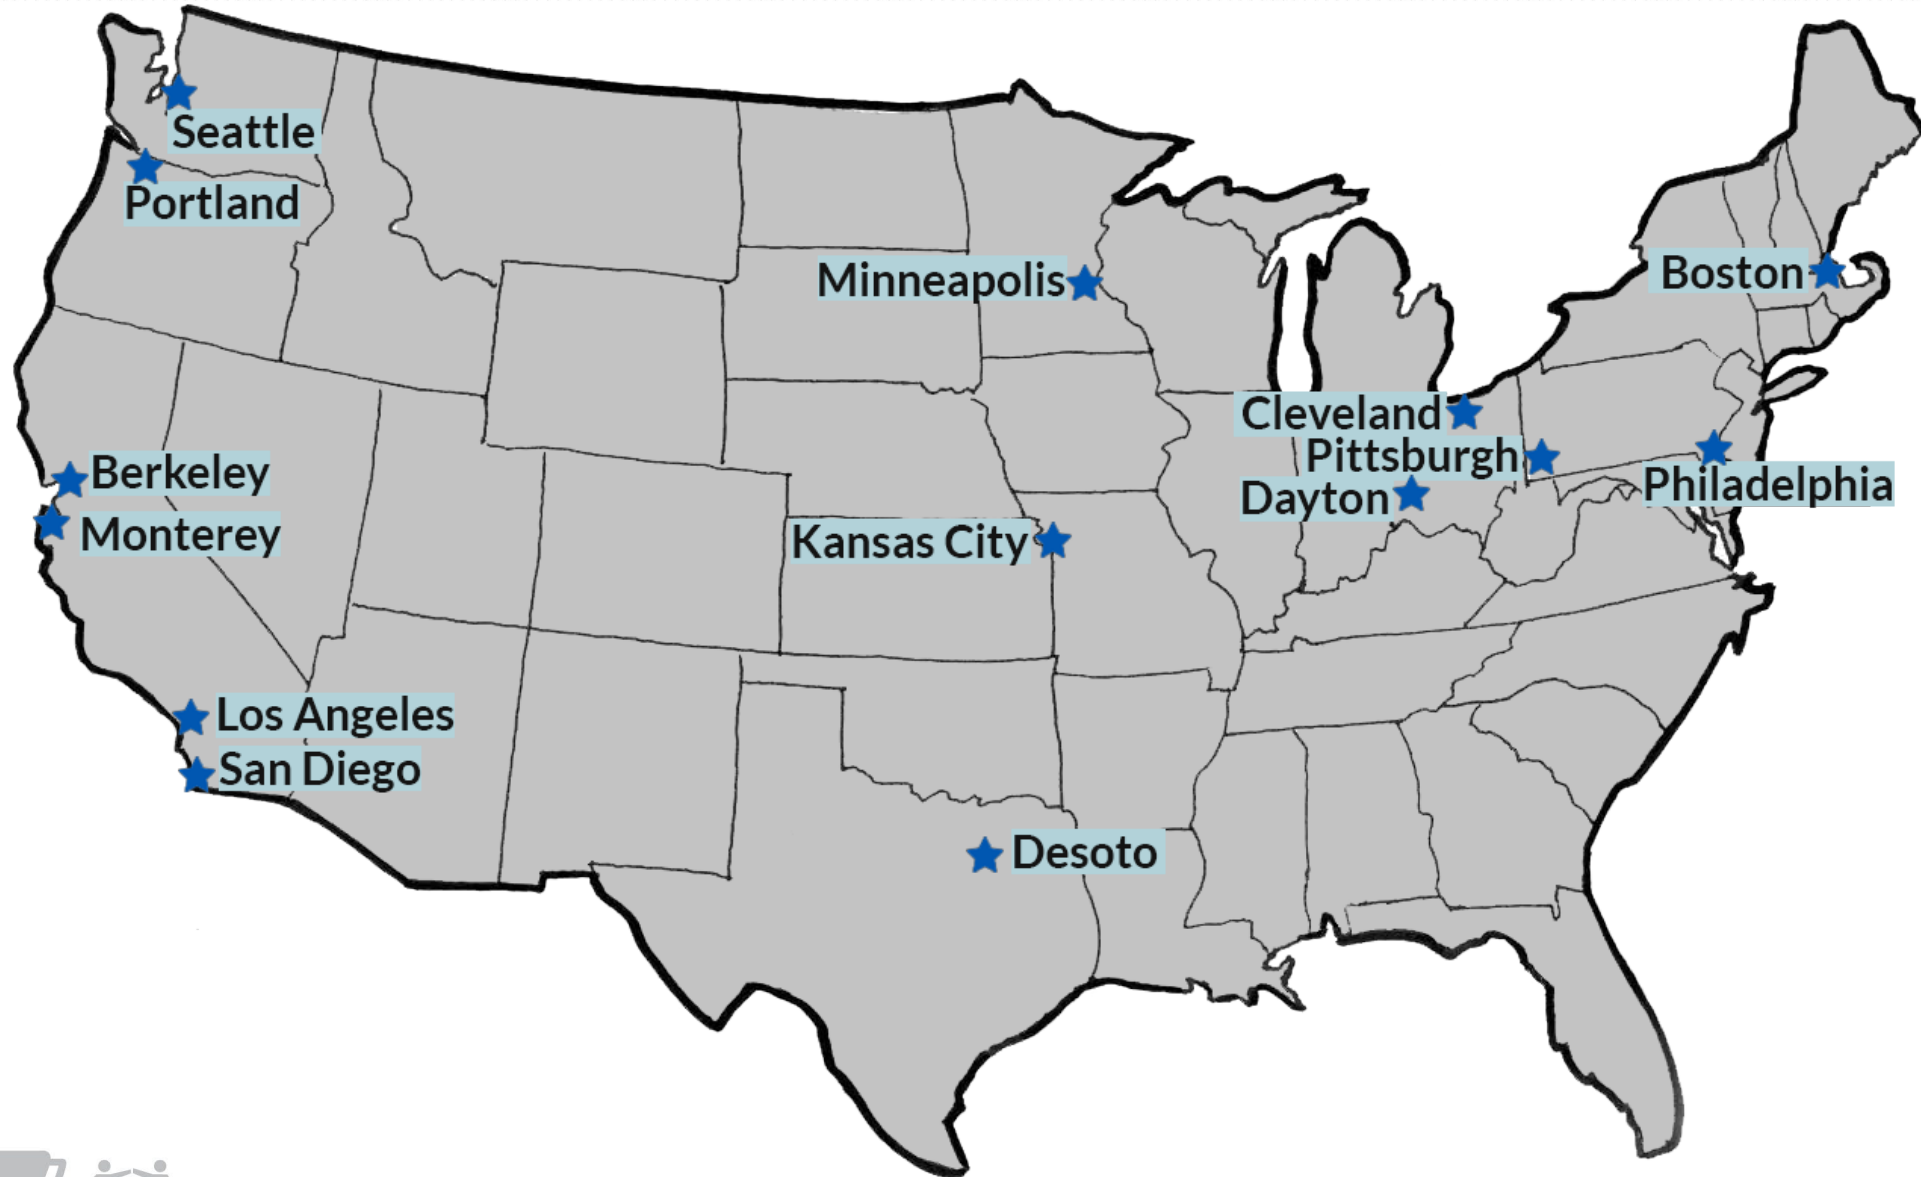 Seattle
Portland
Minneapolis
Boston
Cleveland
Pittsburgh
Philadelphia
Dayton
Berkeley
Monterey
Kansas City
Los Angeles
San Diego
Desoto